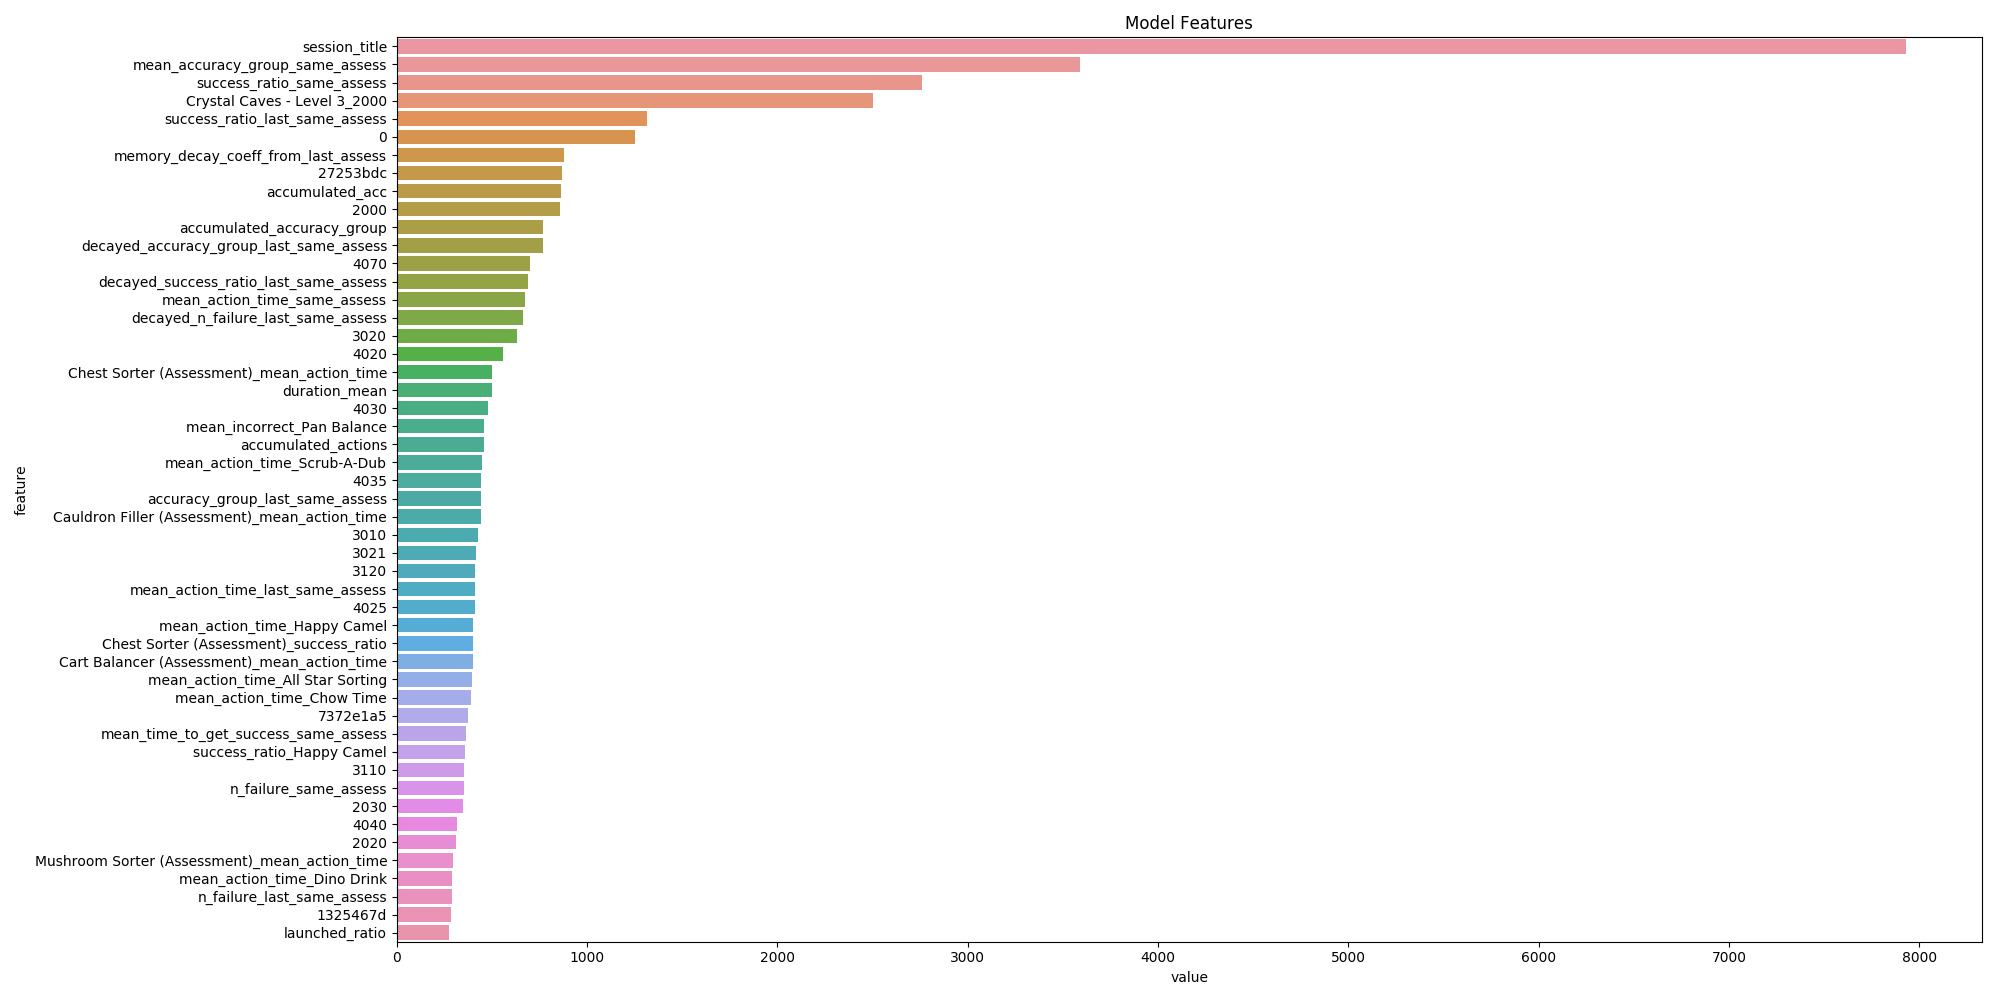 Model Features
session_title
mean_accuracy_group_same_assess
success_ratio_same_assess
Crystal Caves - Level 3_2000
success_ratio_last_same_assess
0
memory_decay_coeff_from_last_assess
27253bdc
accumulated_acc
2000
accumulated_accuracy_group
decayed_accuracy_group_last_same_assess
4070
decayed_success_ratio_last_same_assess
mean_action_time_same_assess
decayed_n_failure_last_same_assess
3020
4020
Chest Sorter (Assessment)_mean_action_time
duration_mean
4030
mean_incorrect_Pan Balance
accumulated_actions
mean_action_time_Scrub-A-Dub
4035
accuracy_group_last_same_assess
Cauldron Filler (Assessment)_mean_action_time
3010
3021
3120
mean_action_time_last_same_assess
4025
mean_action_time_Happy Camel
Chest Sorter (Assessment)_success_ratio
Cart Balancer (Assessment)_mean_action_time
mean_action_time_All Star Sorting
mean_action_time_Chow Time
7372e1a5
mean_time_to_get_success_same_assess
success_ratio_Happy Camel
3110
n_failure_same_assess
2030
4040
2020
Mushroom Sorter (Assessment)_mean_action_time
mean_action_time_Dino Drink
n_failure_last_same_assess
1325467d
launched_ratio
feature
0 1000 2000 3000 4000 5000 6000 7000 8000
value